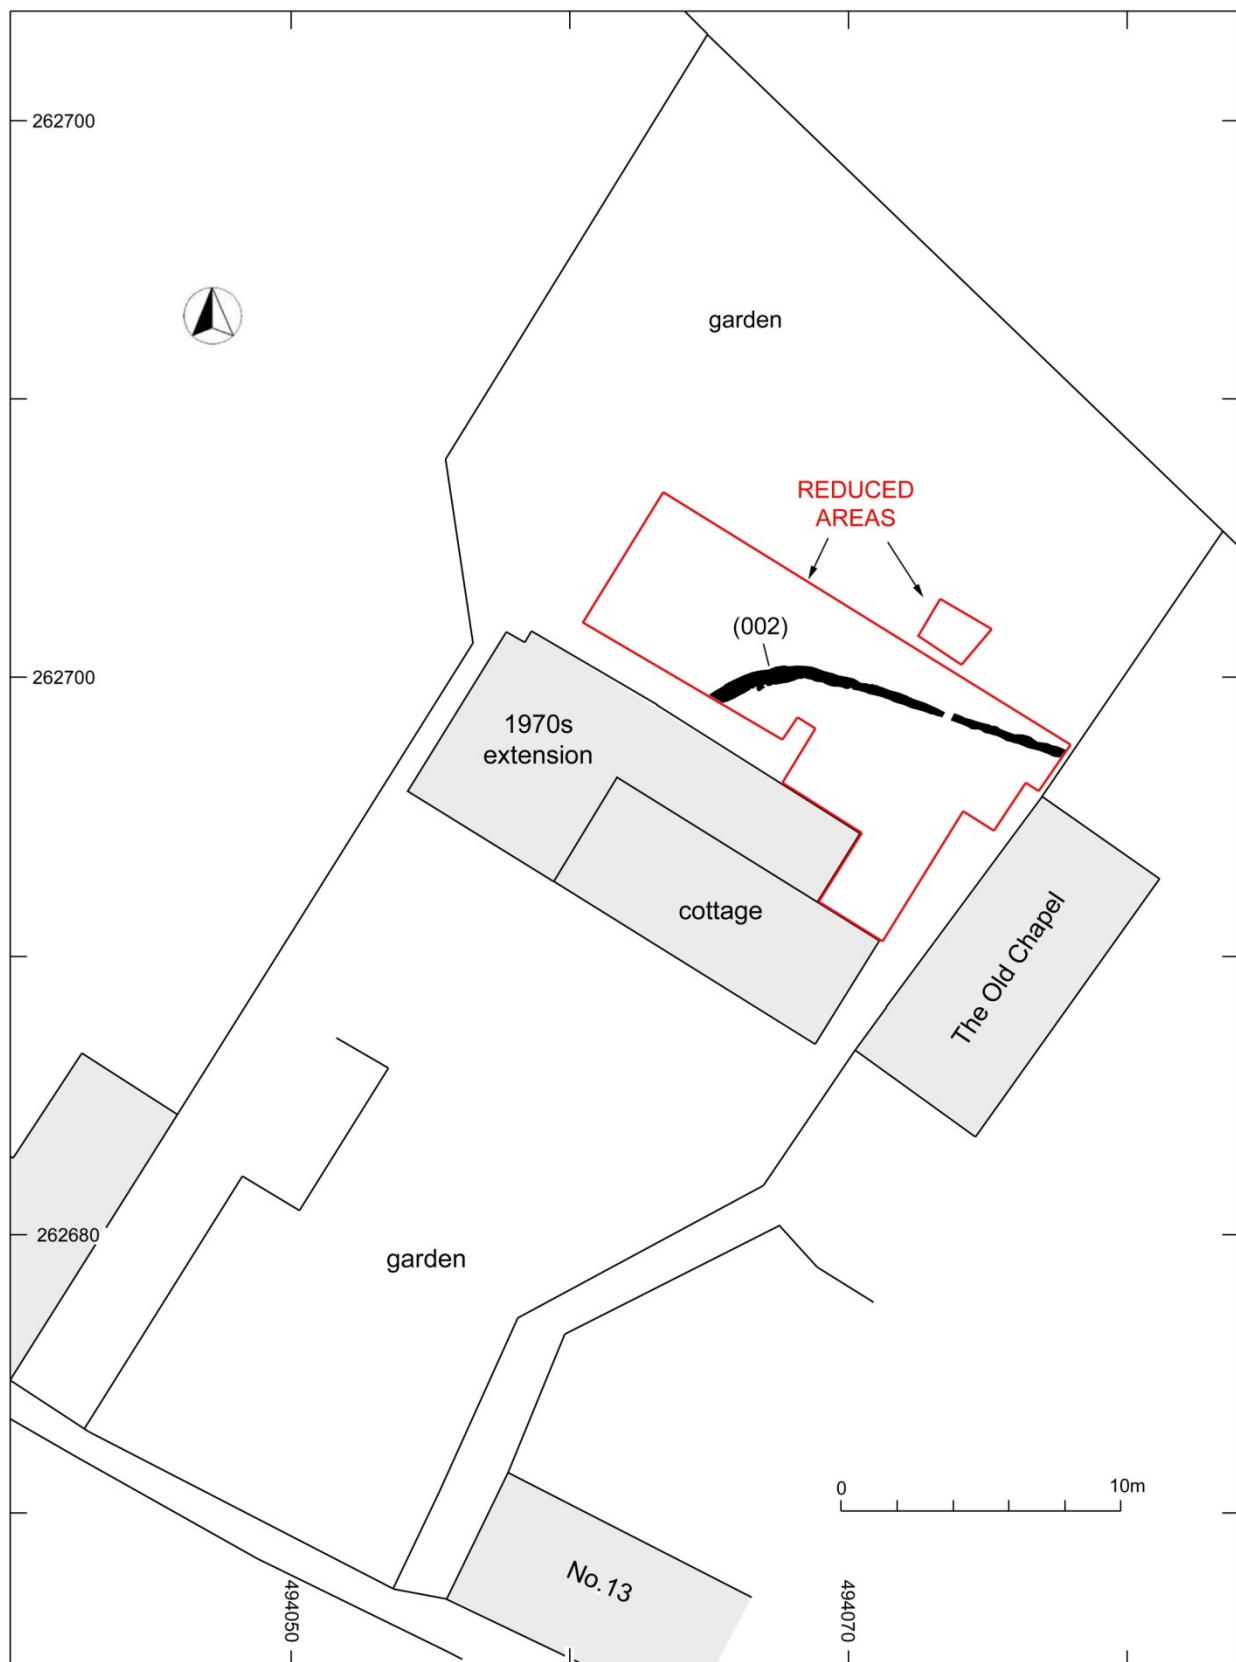 262700
garden
REDUCED
AREAS
(002)
262700
1970s
extension
cottage
The Old Chapel
262680
garden
0
10m
No.13
494050
494070